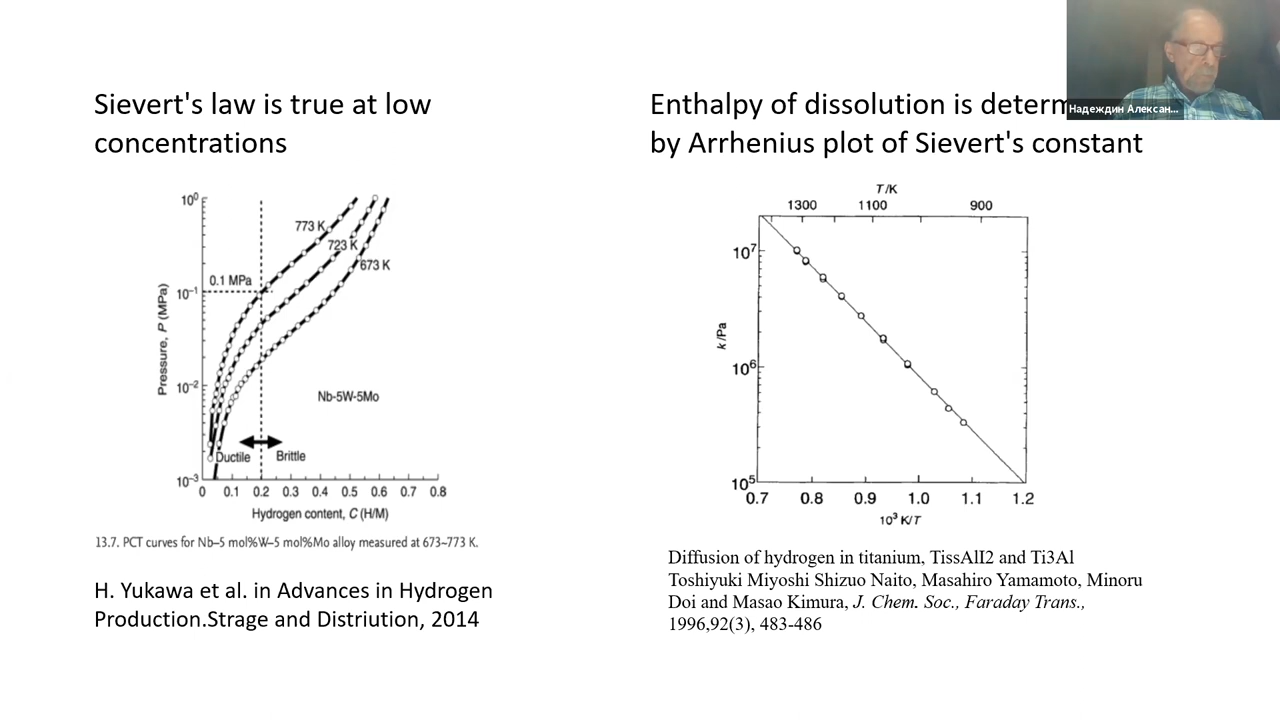 Sievert's law is true at low
concentrations
10⁰
10⁻¹
10⁻²
10⁻³
Pressure, P (MPa)
773 K
723 K
673 K
0.1 MPa
Nb-5W-5Mo
Ductile
Brittle
0 0.1 0.2 0.3 0.4 0.5 0.6 0.7 0.8
Hydrogen content, C (H/M)
13.7. PCT curves for Nb–5 mol%W–5 mol%Mo alloy measured at 673–773 K.
H. Yukawa et al. in Advances in Hydrogen
Production.Strage and Distriution, 2014
Enthalpy of dissolution is determ
by Arrhenius plot of Sievert's constant
Надеждин Алексан...
T/K
1300 1100 900
10⁷
10⁶
10⁵
k/Pa
0.7 0.8 0.9 1.0 1.1 1.2
10³ K/T
Diffusion of hydrogen in titanium, TissAlI2 and Ti3Al
Toshiyuki Miyoshi Shizuo Naito, Masahiro Yamamoto, Minoru
Doi and Masao Kimura, J. Chem. Soc., Faraday Trans.,
1996,92(3), 483-486